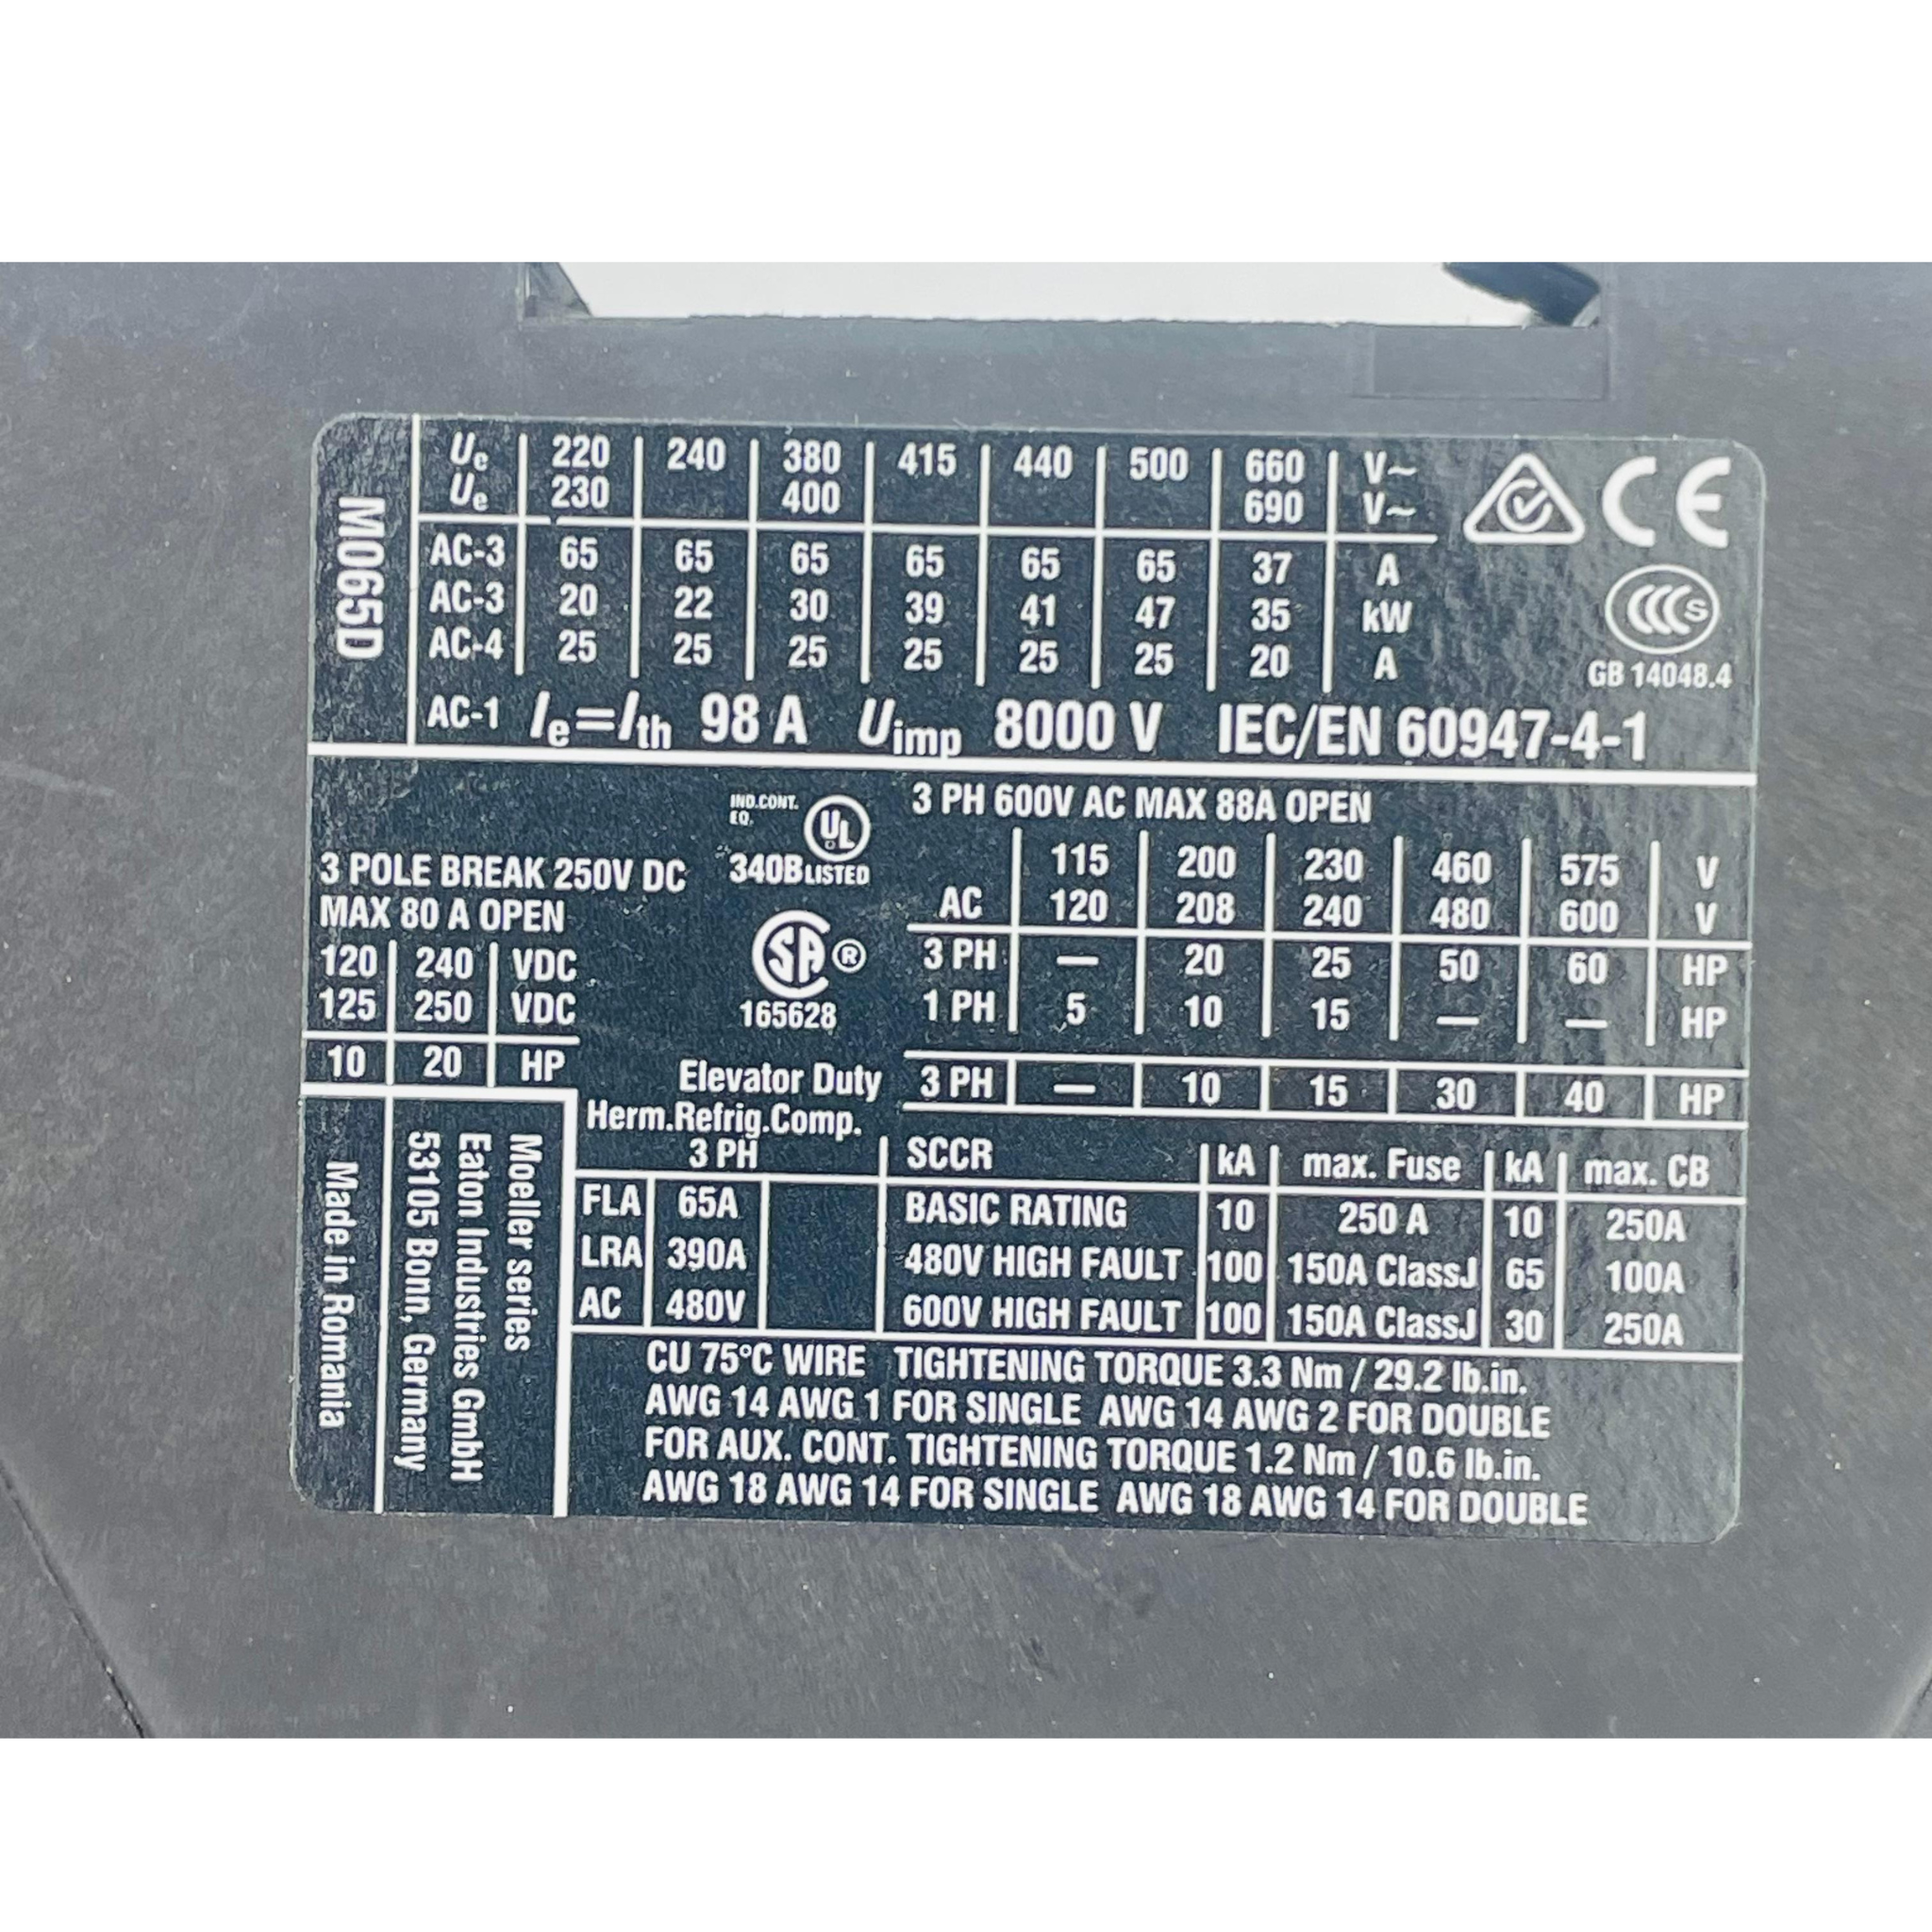 M065D
Ue 220 240 380 415 440 500 660 V~
Ue 230 400 690 V~
AC-3 65 65 65 65 65 65 37 A
AC-3 20 22 30 39 41 47 35 kW
AC-4 25 25 25 25 25 25 20 A
AC-1 Ie=Ith 98 A Uimp 8000 V IEC/EN 60947-4-1
CE
CCC S
GB 14048.4
3 POLE BREAK 250V DC
MAX 80 A OPEN
120 240 VDC
125 250 VDC
10 20 HP
IND.CONT.
EQ.
UL
340B LISTED
SA ®
165628
3 PH 600V AC MAX 88A OPEN
115 200 230 460 575 V
AC 120 208 240 480 600 V
3 PH — 20 25 50 60 HP
1 PH 5 10 15 — — HP
Elevator Duty 3 PH — 10 15 30 40 HP
Herm.Refrig.Comp.
3 PH
FLA 65A
LRA 390A
AC 480V
SCCR kA max. Fuse kA max. CB
BASIC RATING 10 250 A 10 250A
480V HIGH FAULT 100 150A ClassJ 65 100A
600V HIGH FAULT 100 150A ClassJ 30 250A
CU 75°C WIRE TIGHTENING TORQUE 3.3 Nm / 29.2 lb.in.
AWG 14 AWG 1 FOR SINGLE AWG 14 AWG 2 FOR DOUBLE
FOR AUX. CONT. TIGHTENING TORQUE 1.2 Nm / 10.6 lb.in.
AWG 18 AWG 14 FOR SINGLE AWG 18 AWG 14 FOR DOUBLE
Moeller series
Eaton Industries GmbH
53105 Bonn, Germany
Made in Romania